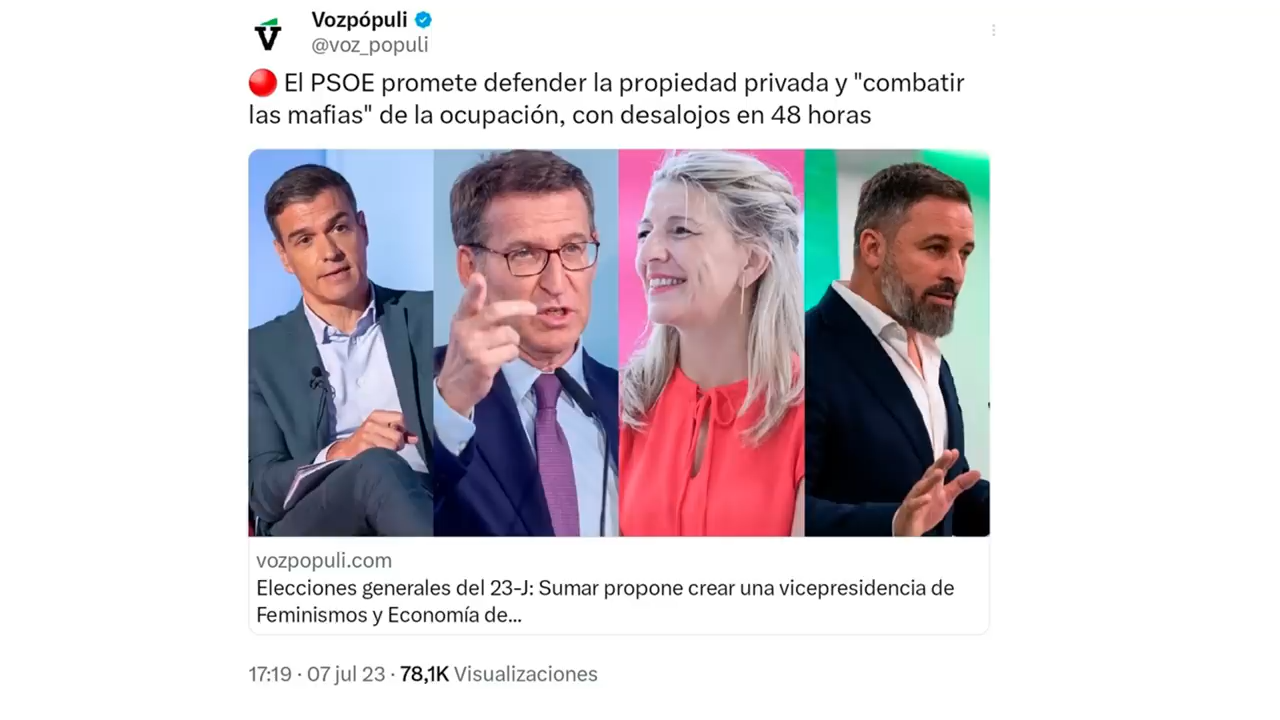 Vozpópuli
@voz_populi
El PSOE promete defender la propiedad privada y "combatir
las mafias" de la ocupación, con desalojos en 48 horas
vozpopuli.com
Elecciones generales del 23-J: Sumar propone crear una vicepresidencia de
Feminismos y Economía de...
17:19 · 07 jul 23 · 78,1K Visualizaciones